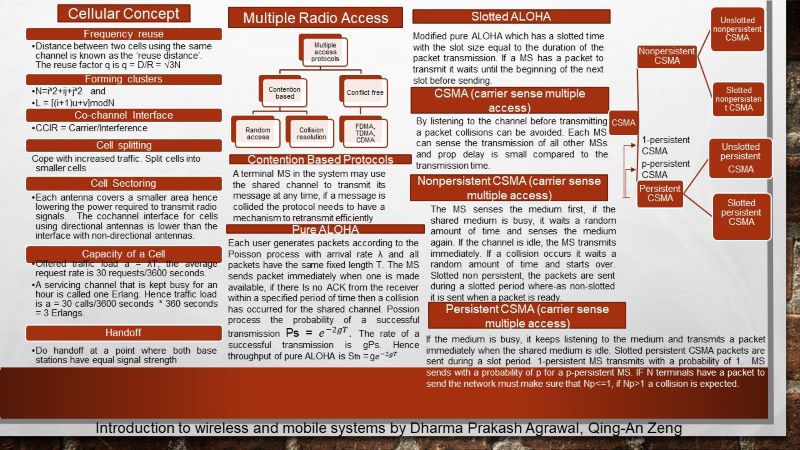 Cellular Concept
Frequency reuse
•Distance between two cells using the same
channel is known as the 'reuse distance'.
The reuse factor q is q = D/R = √3N
Forming clusters
•N=i^2+ij+j^2 and
•L = [(i+1)u+v]modN
Co-channel Interface
•CCIR = Carrier/Interference
Cell splitting
Cope with increased traffic. Split cells into
smaller cells
Cell Sectoring
•Each antenna covers a smaller area hence
lowering the power required to transmit radio
signals. The cochannel interface for cells
using directional antennas is lower than the
interface with non-directional antennas.
Capacity of a Cell
•Offered traffic load a = λT, the average
request rate is 30 requests/3600 seconds.
•A servicing channel that is kept busy for an
hour is called one Erlang. Hence traffic load
is a = 30 calls/3600 seconds * 360 seconds
= 3 Erlangs.
Handoff
•Do handoff at a point where both base
stations have equal signal strength
Multiple Radio Access
Multiple
access
protocols
Contention
based
Conflict free
Random
access
Collision
resolution
FDMA,
TDMA,
CDMA
Contention Based Protocols
A terminal MS in the system may use
the shared channel to transmit its
message at any time, if a message is
collided the protocol needs to have a
mechanism to retransmit efficiently
Pure ALOHA
Each user generates packets according to the
Poisson process with arrival rate λ and all
packets have the same fixed length T. The MS
sends packet immediately when one is made
available, if there Is no ACK from the receiver
within a specified period of time then a collision
has occurred for the shared channel. Possion
process the probability of a successful
transmission Ps = e^-2gT. The rate of a
successful transmission is gPs. Hence
throughput of pure ALOHA is Sth = ge^-2gT
Slotted ALOHA
Modified pure ALOHA which has a slotted time
with the slot size equal to the duration of the
packet transmission. If a MS has a packet to
transmit it waits until the beginning of the next
slot before sending.
CSMA (carrier sense multiple
access)
By listening to the channel before transmitting
a packet collisions can be avoided. Each MS
can sense the transmission of all other MSs
and prop delay is small compared to the
transmission time.
Nonpersistent CSMA (carrier sense
multiple access)
The MS senses the medium first, if the
shared medium is busy, it waits a random
amount of time and senses the medium
again. If the channel is idle, the MS transmits
immediately. If a collision occurs it waits a
random amount of time and starts over.
Slotted non persistent, the packets are sent
during a slotted period where-as non-slotted
it is sent when a packet is ready.
Persistent CSMA (carrier sense
multiple access)
If the medium is busy, it keeps listening to the medium and transmits a packet
immediately when the shared medium is idle. Slotted persistent CSMA packets are
sent during a slot period. 1-persistent MS transmits with a probability of 1. MS
sends with a probability of p for a p-persistent MS. IF N terminals have a packet to
send the network must make sure that Np<=1, if Np>1 a collision is expected.
CSMA
Nonpersistent
CSMA
Unslotted
nonpersistent
CSMA
Slotted
nonpersisten
t CSMA
1-persistent
CSMA
p-persistent
CSMA
Persistent
CSMA
Unslotted
persistent
CSMA
Slotted
persistent
CSMA
Introduction to wireless and mobile systems by Dharma Prakash Agrawal, Qing-An Zeng